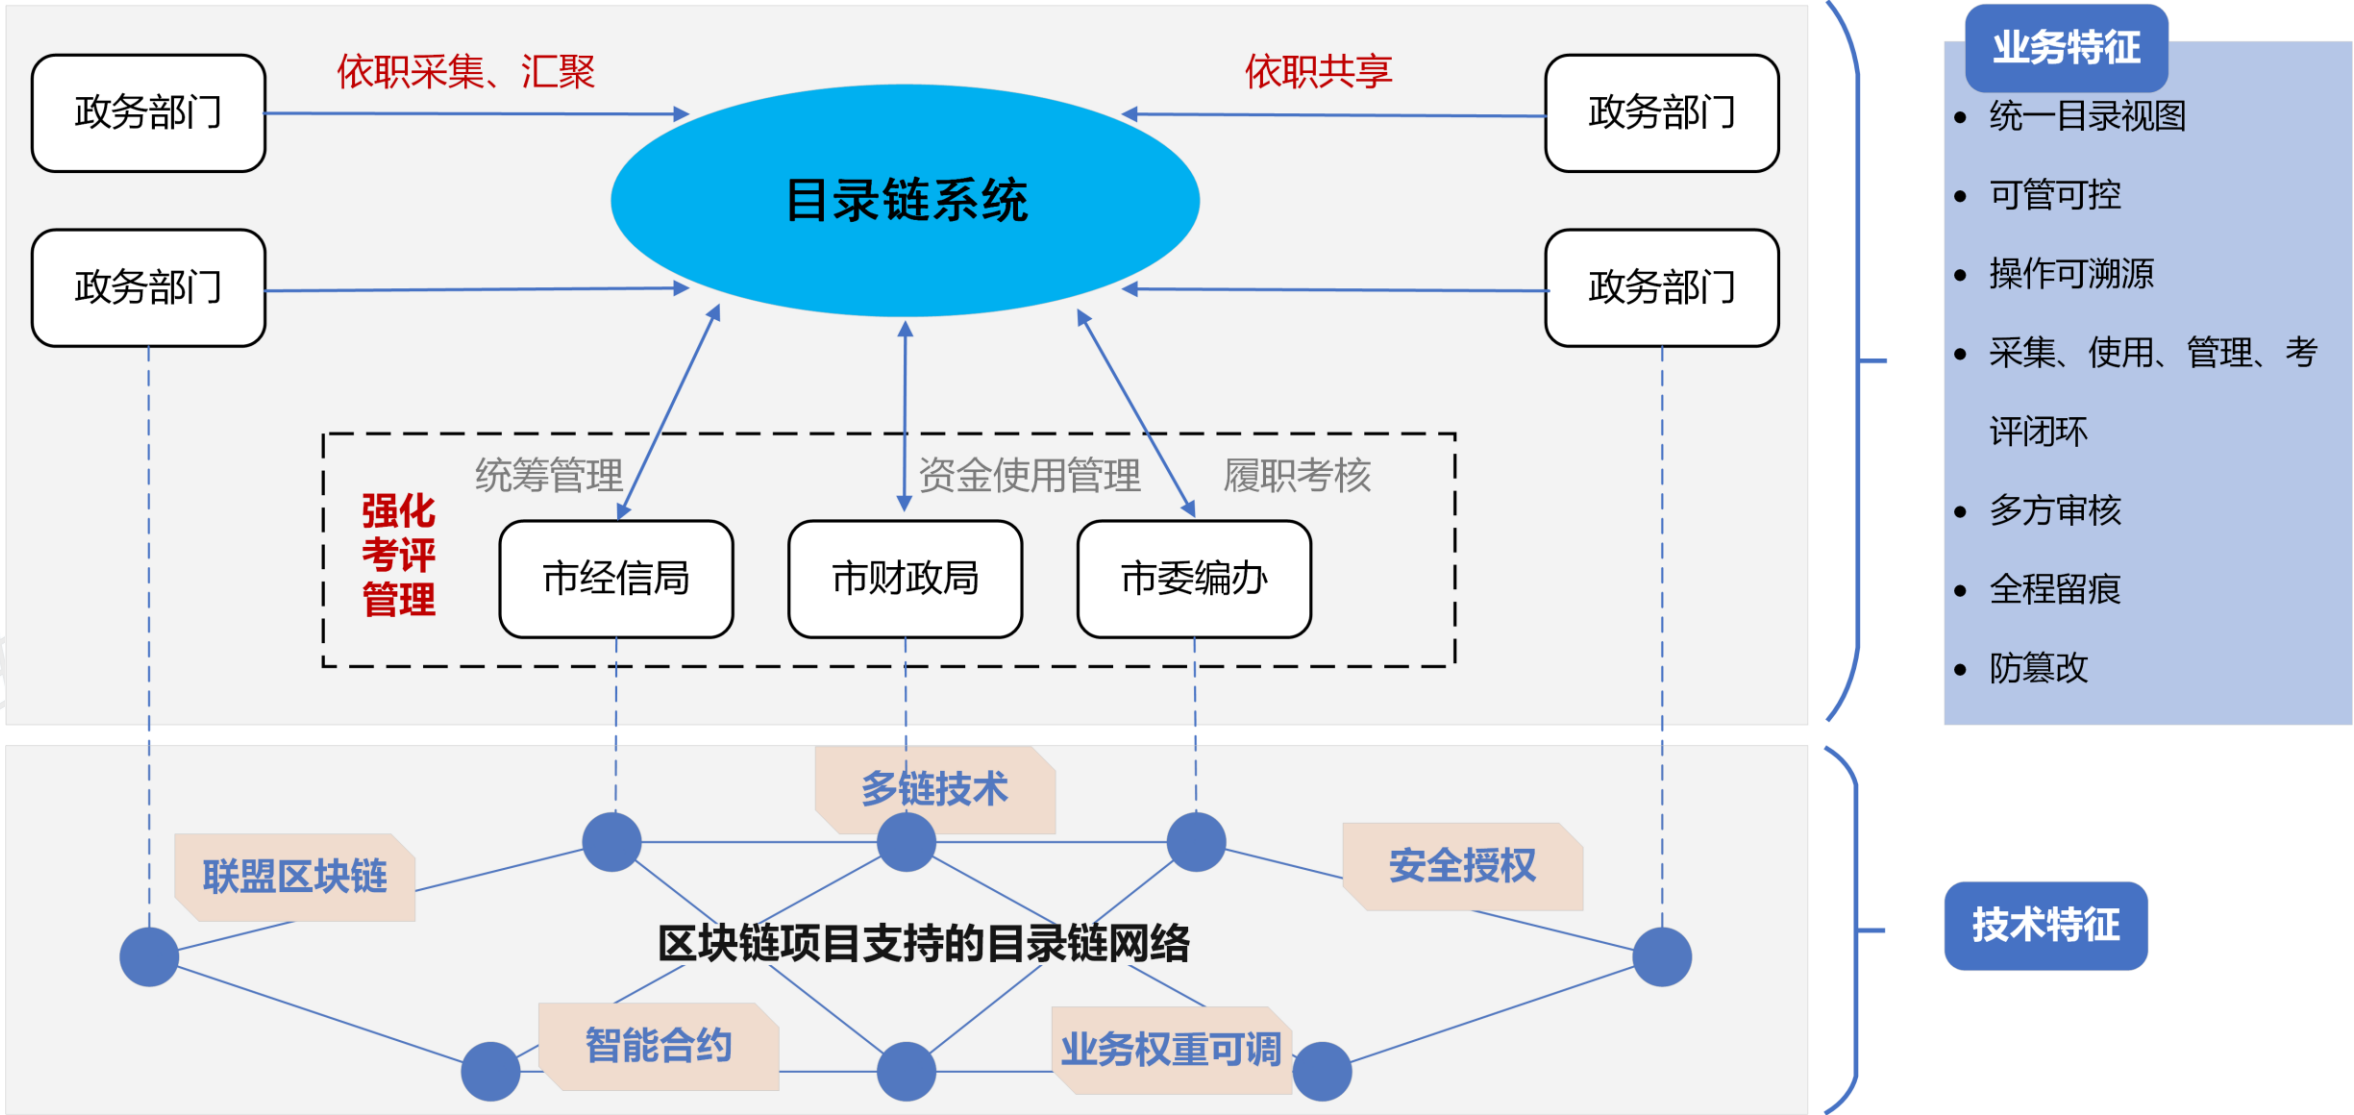 依职采集、汇聚
依职共享
政务部门
政务部门
目录链系统
政务部门
政务部门
统筹管理
资金使用管理
履职考核
强化
考评
管理
市经信局
市财政局
市委编办
业务特征
统一目录视图
可管可控
操作可溯源
采集、使用、管理、考
评闭环
多方审核
全程留痕
防篡改
多链技术
联盟区块链
安全授权
区块链项目支持的目录链网络
智能合约
业务权重可调
技术特征